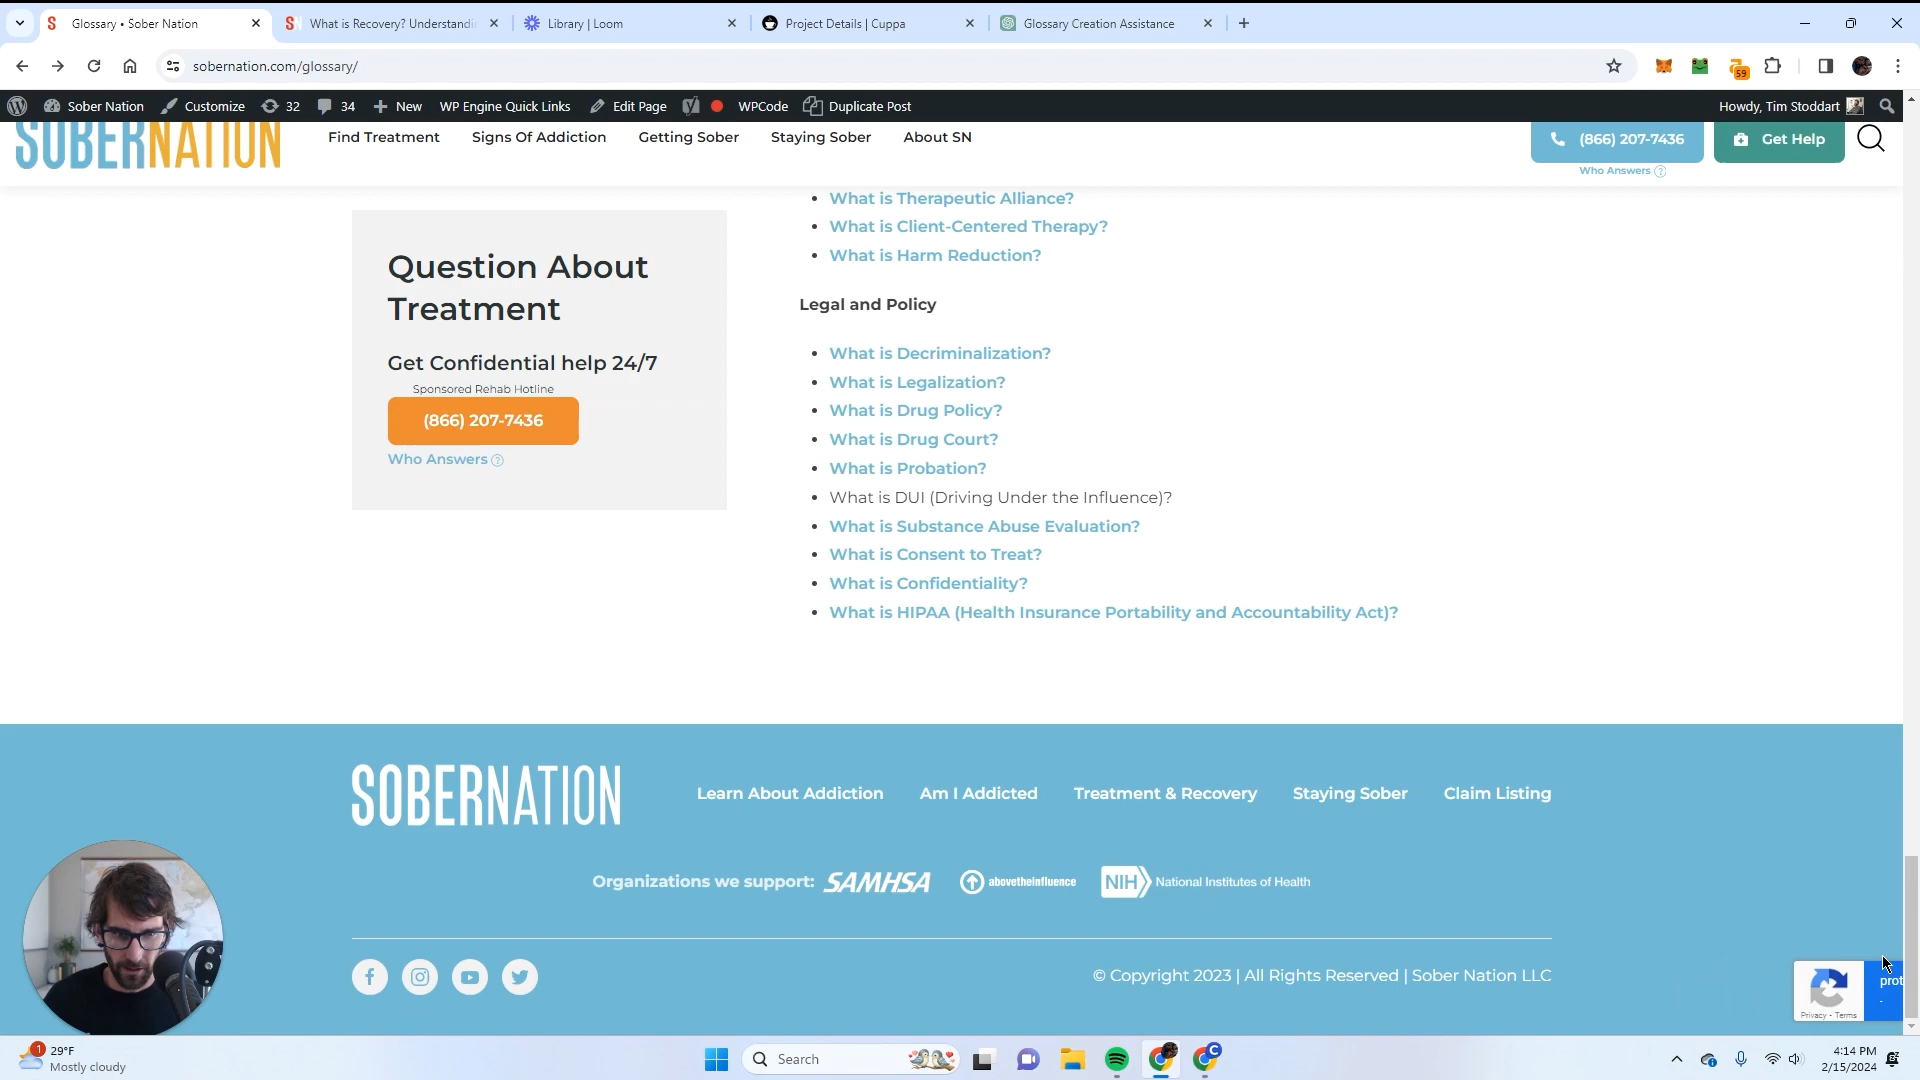 Glossary • Sober Nation
What is Recovery? Understandi
Library | Loom
Project Details | Cuppa
Glossary Creation Assistance
sobernation.com/glossary/
59
Sober Nation
Customize
32
34
New
WP Engine Quick Links
Edit Page
WPCode
Duplicate Post
Howdy, Tim Stoddart
SOBERNATION
Find Treatment
Signs Of Addiction
Getting Sober
Staying Sober
About SN
(866) 207-7436
Get Help
Who Answers ?
What is Therapeutic Alliance?
What is Client-Centered Therapy?
What is Harm Reduction?
Question About
Treatment
Get Confidential help 24/7
Sponsored Rehab Hotline
(866) 207-7436
Who Answers ?
Legal and Policy
What is Decriminalization?
What is Legalization?
What is Drug Policy?
What is Drug Court?
What is Probation?
What is DUI (Driving Under the Influence)?
What is Substance Abuse Evaluation?
What is Consent to Treat?
What is Confidentiality?
What is HIPAA (Health Insurance Portability and Accountability Act)?
SOBERNATION
Learn About Addiction
Am I Addicted
Treatment & Recovery
Staying Sober
Claim Listing
Organizations we support:
SAMHSA
abovetheinfluence
NIH National Institutes of Health
© Copyright 2023 | All Rights Reserved | Sober Nation LLC
prot
Privacy - Terms
1
29°F
Mostly cloudy
Search
C
4:14 PM
2/15/2024